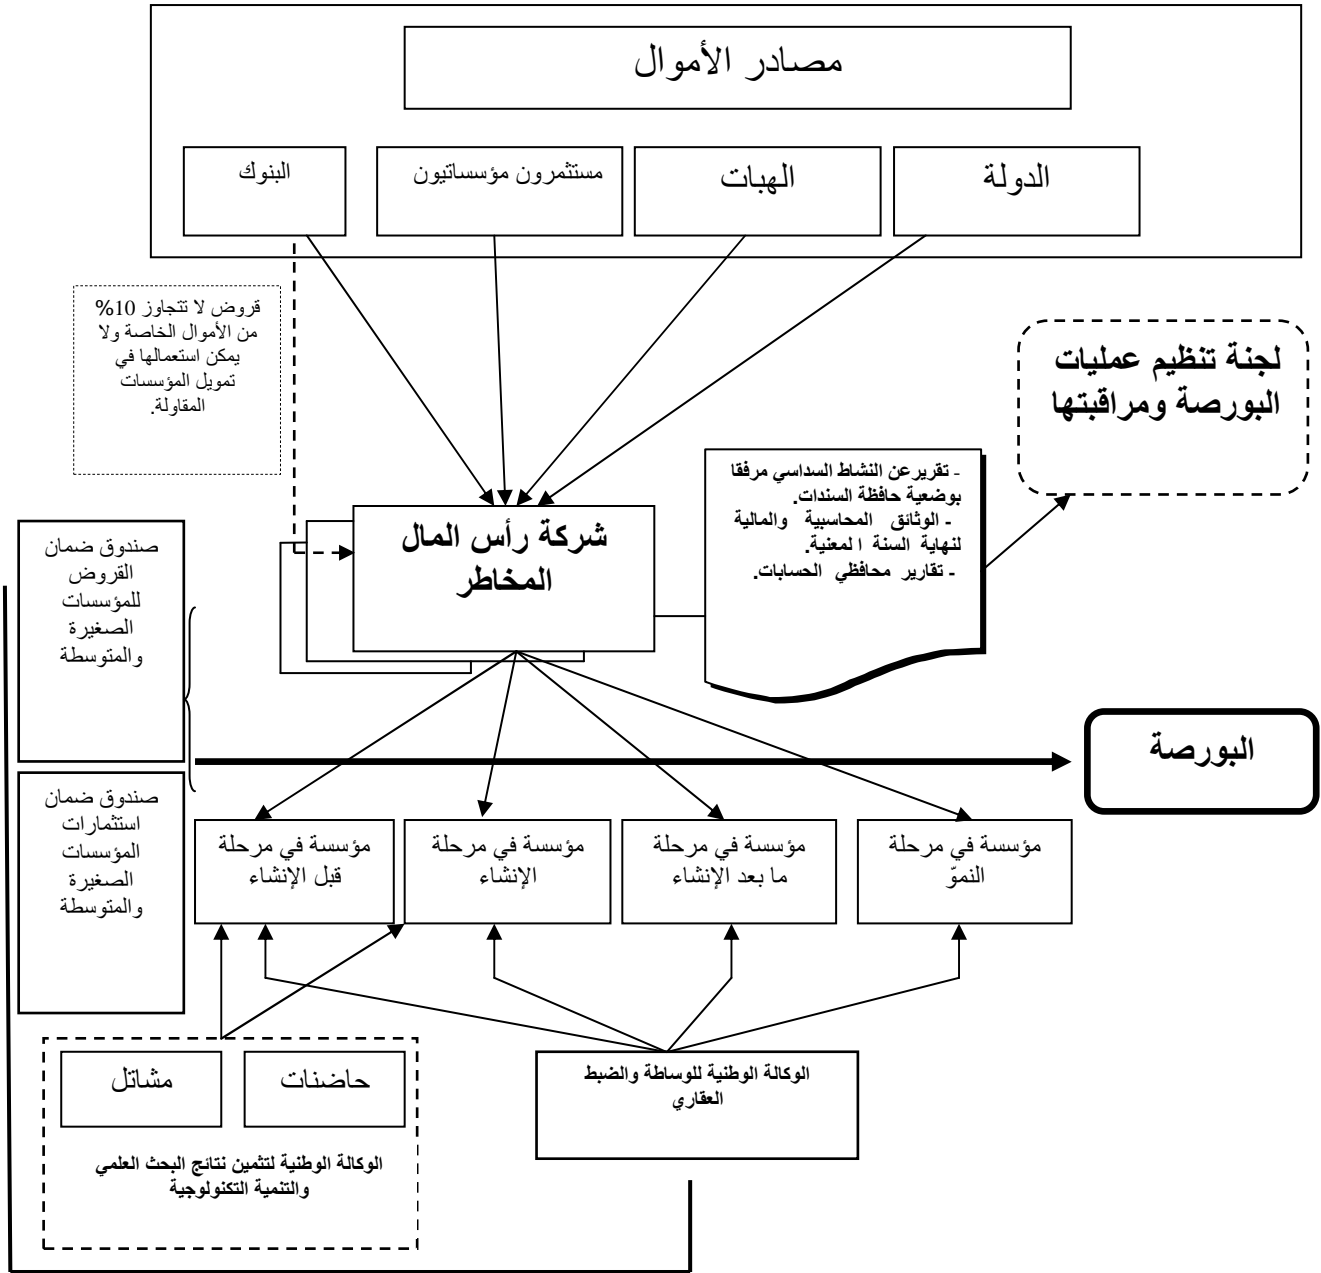 مصادر الأموال
الدولة
الهبات
مستثمرون مؤسساتيون
البنوك
قروض لا تتجاوز 10%
من الأموال الخاصة ولا
يمكن استعمالها في
تمويل المؤسسات
المقاولة.
لجنة تنظيم عمليات
البورصة ومراقبتها
- تقريرعن النشاط السداسي مرفقا
بوضعية حافظة السندات.
- الوثائق المحاسبية والمالية
لنهاية السنة المعنية.
- تقارير محافظي الحسابات.
شركة رأس المال
المخاطر
صندوق ضمان
القروض
للمؤسسات
الصغيرة
والمتوسطة
البورصة
صندوق ضمان
استثمارات
المؤسسات
الصغيرة
والمتوسطة
مؤسسة في مرحلة
النموّ
مؤسسة في مرحلة
ما بعد الإنشاء
مؤسسة في مرحلة
الإنشاء
مؤسسة في مرحلة
قبل الإنشاء
الوكالة الوطنية للوساطة والضبط
العقاري
حاضنات
مشاتل
الوكالة الوطنية لتثمين نتائج البحث العلمي
والتنمية التكنولوجية